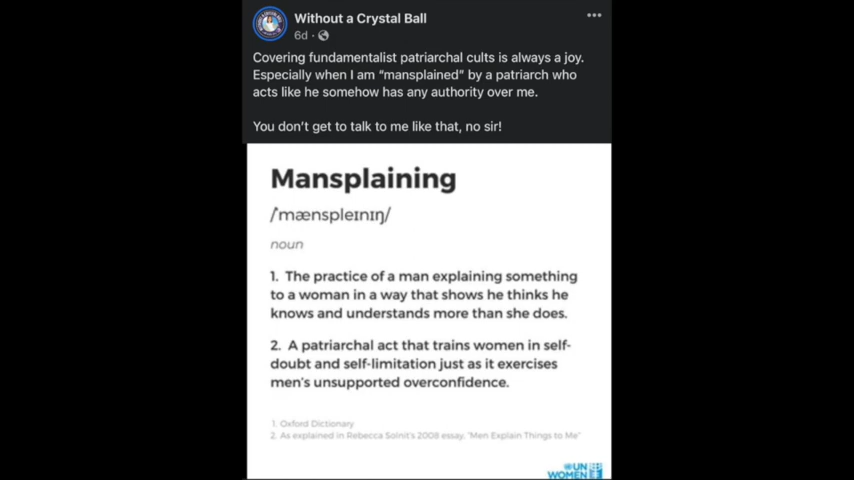 Without a Crystal Ball
6d ·
Covering fundamentalist patriarchal cults is always a joy.
Especially when I am “mansplained” by a patriarch who
acts like he somehow has any authority over me.
You don’t get to talk to me like that, no sir!
Mansplaining
/ˈmænspleɪnɪŋ/
noun
1. The practice of a man explaining something
to a woman in a way that shows he thinks he
knows and understands more than she does.
2. A patriarchal act that trains women in self-
doubt and self-limitation just as it exercises
men's unsupported overconfidence.
1. Oxford Dictionary
2. As explained in Rebecca Solnit's 2008 essay, "Men Explain Things to Me"
UN
WOMEN